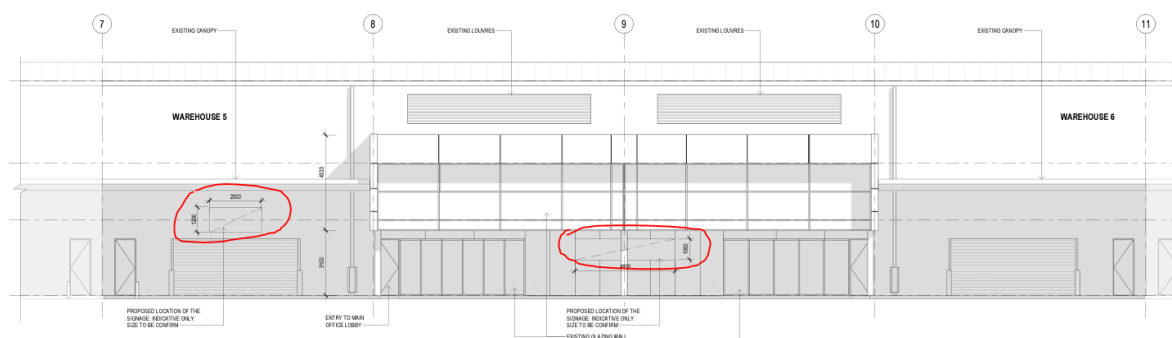 7
8
9
10
11
EXISTING CANOPY
EXISTING LOUVRES
EXISTING LOUVRES
EXISTING CANOPY
WAREHOUSE 5
WAREHOUSE 6
2500
1200
3100
1000
PROPOSED LOCATION OF THE
SIGNAGE. INDICATIVE ONLY.
SIZE TO BE CONFIRM
ENTRY TO MAIN
OFFICE LOBBY
PROPOSED LOCATION OF THE
SIGNAGE. INDICATIVE ONLY.
SIZE TO BE CONFIRM
EXISTING GLAZING WALL